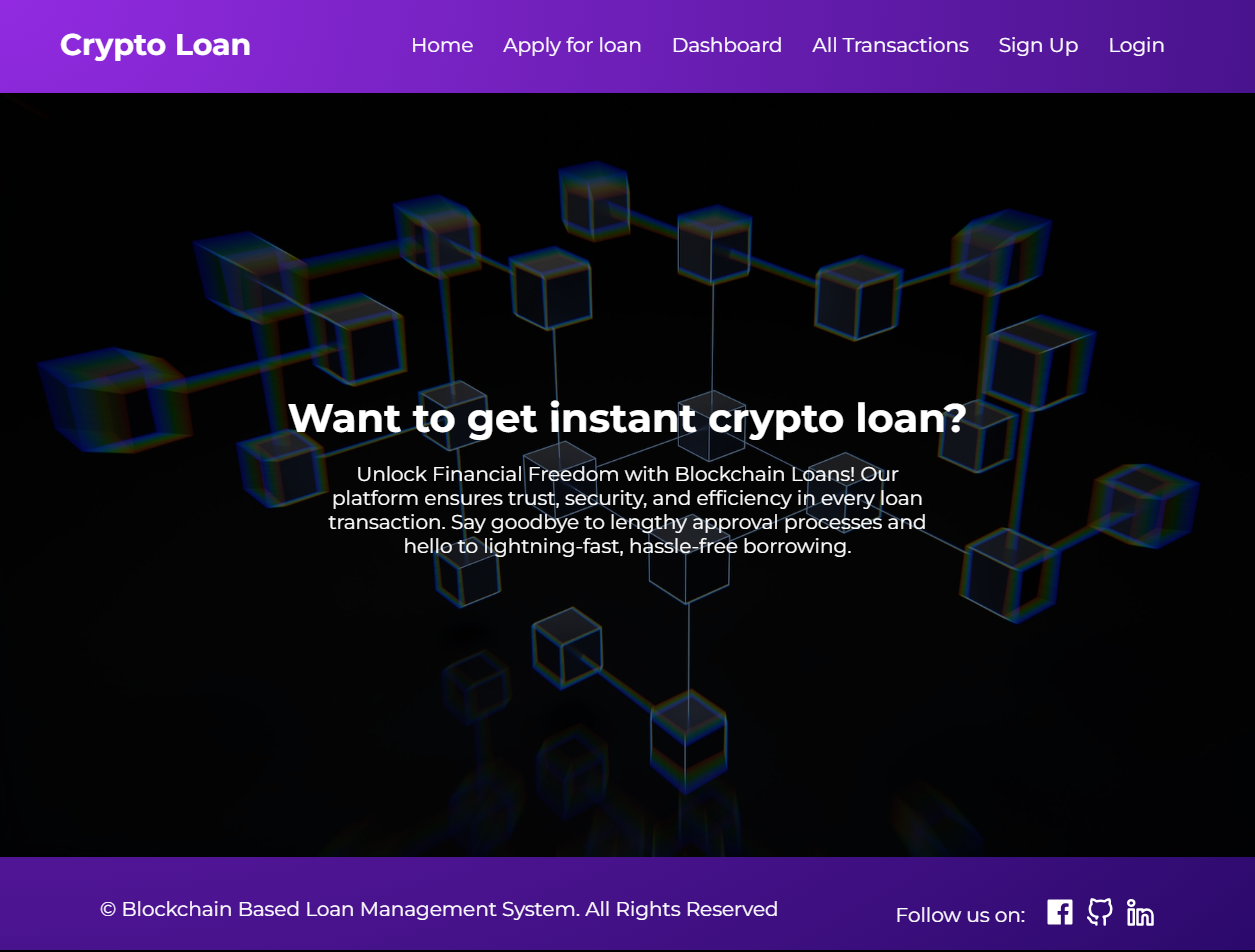 Crypto Loan
Home Apply for loan Dashboard All Transactions Sign Up Login
Want to get instant crypto loan?
Unlock Financial Freedom with Blockchain Loans! Our
platform ensures trust, security, and efficiency in every loan
transaction. Say goodbye to lengthy approval processes and
hello to lightning-fast, hassle-free borrowing.
© Blockchain Based Loan Management System. All Rights Reserved
Follow us on: